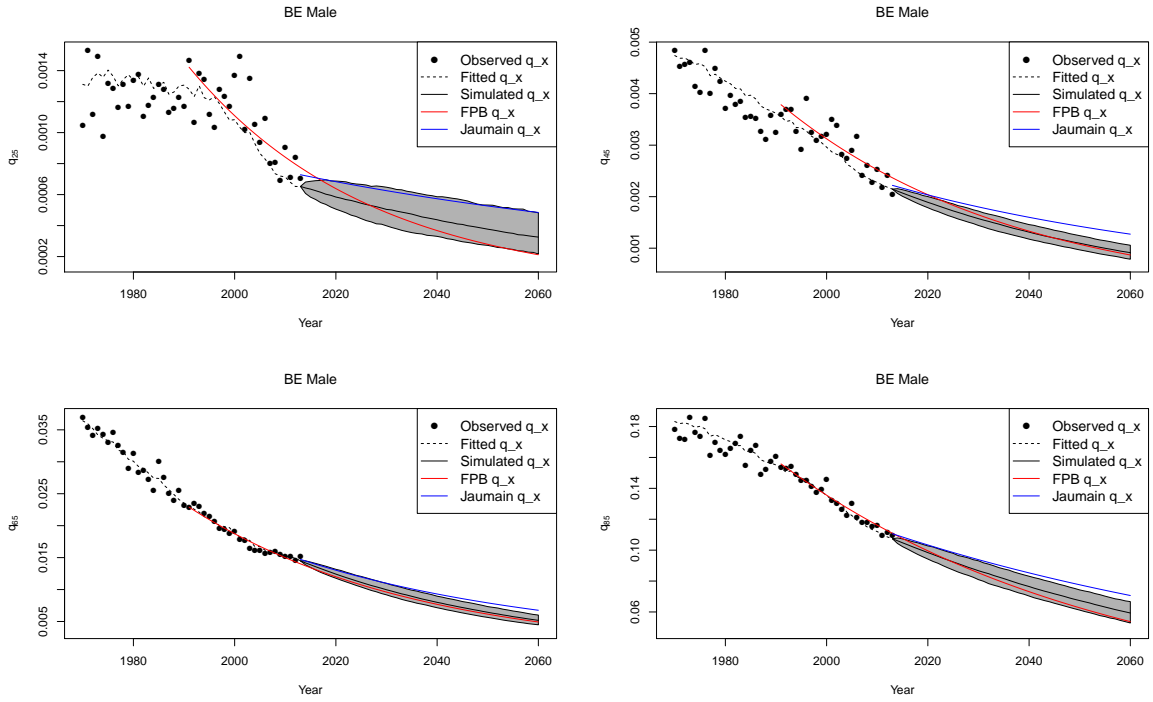 BE Male
q25
0.0002 0.0006 0.0010 0.0014
1980 2000 2020 2040 2060
Year
Observed q_x
Fitted q_x
Simulated q_x
FPB q_x
Jaumain q_x
BE Male
q45
0.001 0.002 0.003 0.004 0.005
1980 2000 2020 2040 2060
Year
Observed q_x
Fitted q_x
Simulated q_x
FPB q_x
Jaumain q_x
BE Male
q65
0.005 0.015 0.025 0.035
1980 2000 2020 2040 2060
Year
Observed q_x
Fitted q_x
Simulated q_x
FPB q_x
Jaumain q_x
BE Male
q85
0.06 0.10 0.14 0.18
1980 2000 2020 2040 2060
Year
Observed q_x
Fitted q_x
Simulated q_x
FPB q_x
Jaumain q_x